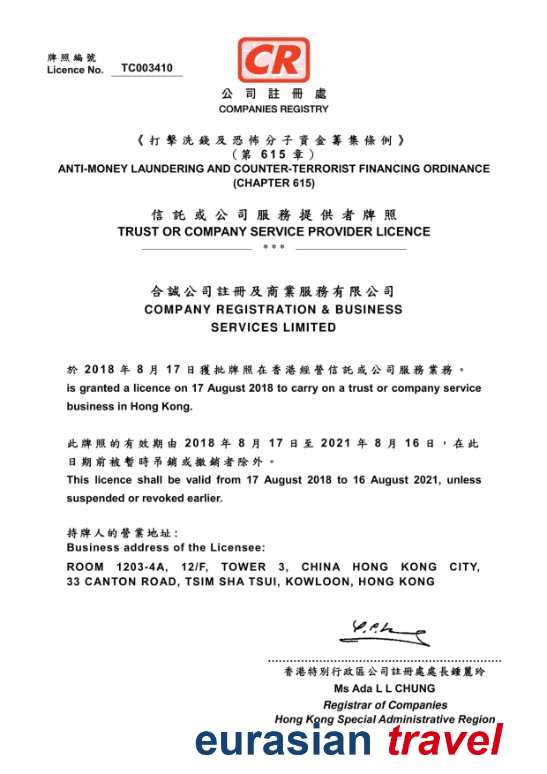 牌照編號
Licence No. TC003410
CR
公司註冊處
COMPANIES REGISTRY
《打擊洗錢及恐怖分子資金籌集條例》
(第 615 章)
ANTI-MONEY LAUNDERING AND COUNTER-TERRORIST FINANCING ORDINANCE
(CHAPTER 615)
信託或公司服務提供者牌照
TRUST OR COMPANY SERVICE PROVIDER LICENCE
合誠公司註冊及商業服務有限公司
COMPANY REGISTRATION & BUSINESS
SERVICES LIMITED
於 2018 年 8 月 17 日獲批牌照在香港經營信託或公司服務業務。
is granted a licence on 17 August 2018 to carry on a trust or company service
business in Hong Kong.
此牌照的有效期由 2018 年 8 月 17 日至 2021 年 8 月 16 日，在此
日期前被暫時吊銷或撤銷者除外。
This licence shall be valid from 17 August 2018 to 16 August 2021, unless
suspended or revoked earlier.
持牌人的營業地址:
Business address of the Licensee:
ROOM 1203-4A, 12/F, TOWER 3, CHINA HONG KONG CITY,
33 CANTON ROAD, TSIM SHA TSUI, KOWLOON, HONG KONG
香港特別行政區公司註冊處處長鍾麗玲
Ms Ada L L CHUNG
Registrar of Companies
Hong Kong Special Administrative Region
eurasian travel